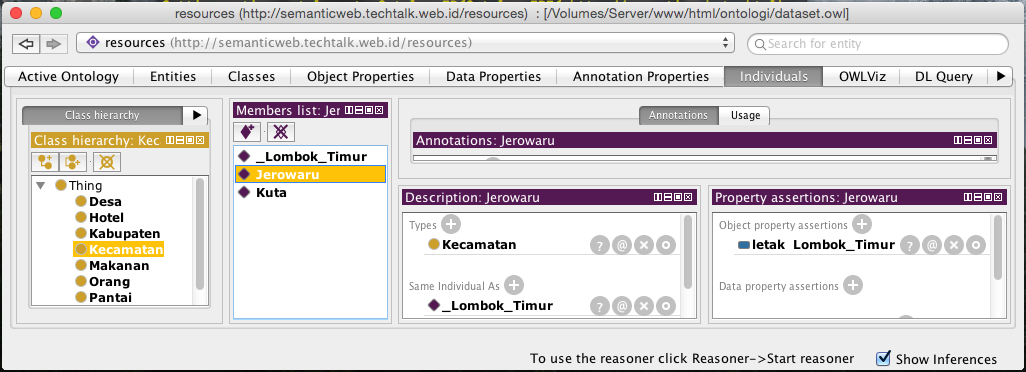 resources (http://semanticweb.techtalk.web.id/resources) : [/Volumes/Server/www/html/ontologi/dataset.owl]
resources (http://semanticweb.techtalk.web.id/resources)
Search for entity
Active Ontology Entities Classes Object Properties Data Properties Annotation Properties Individuals OWLViz DL Query
Class hierarchy
Class hierarchy: Kec
Thing
Desa
Hotel
Kabupaten
Kecamatan
Makanan
Orang
Pantai
Members list: Jer
_Lombok_Timur
Jerowaru
Kuta
Annotations Usage
Annotations: Jerowaru
Description: Jerowaru
Types
Kecamatan
Same Individual As
_Lombok_Timur
Property assertions: Jerowaru
Object property assertions
letak Lombok_Timur
Data property assertions
To use the reasoner click Reasoner->Start reasoner
Show Inferences